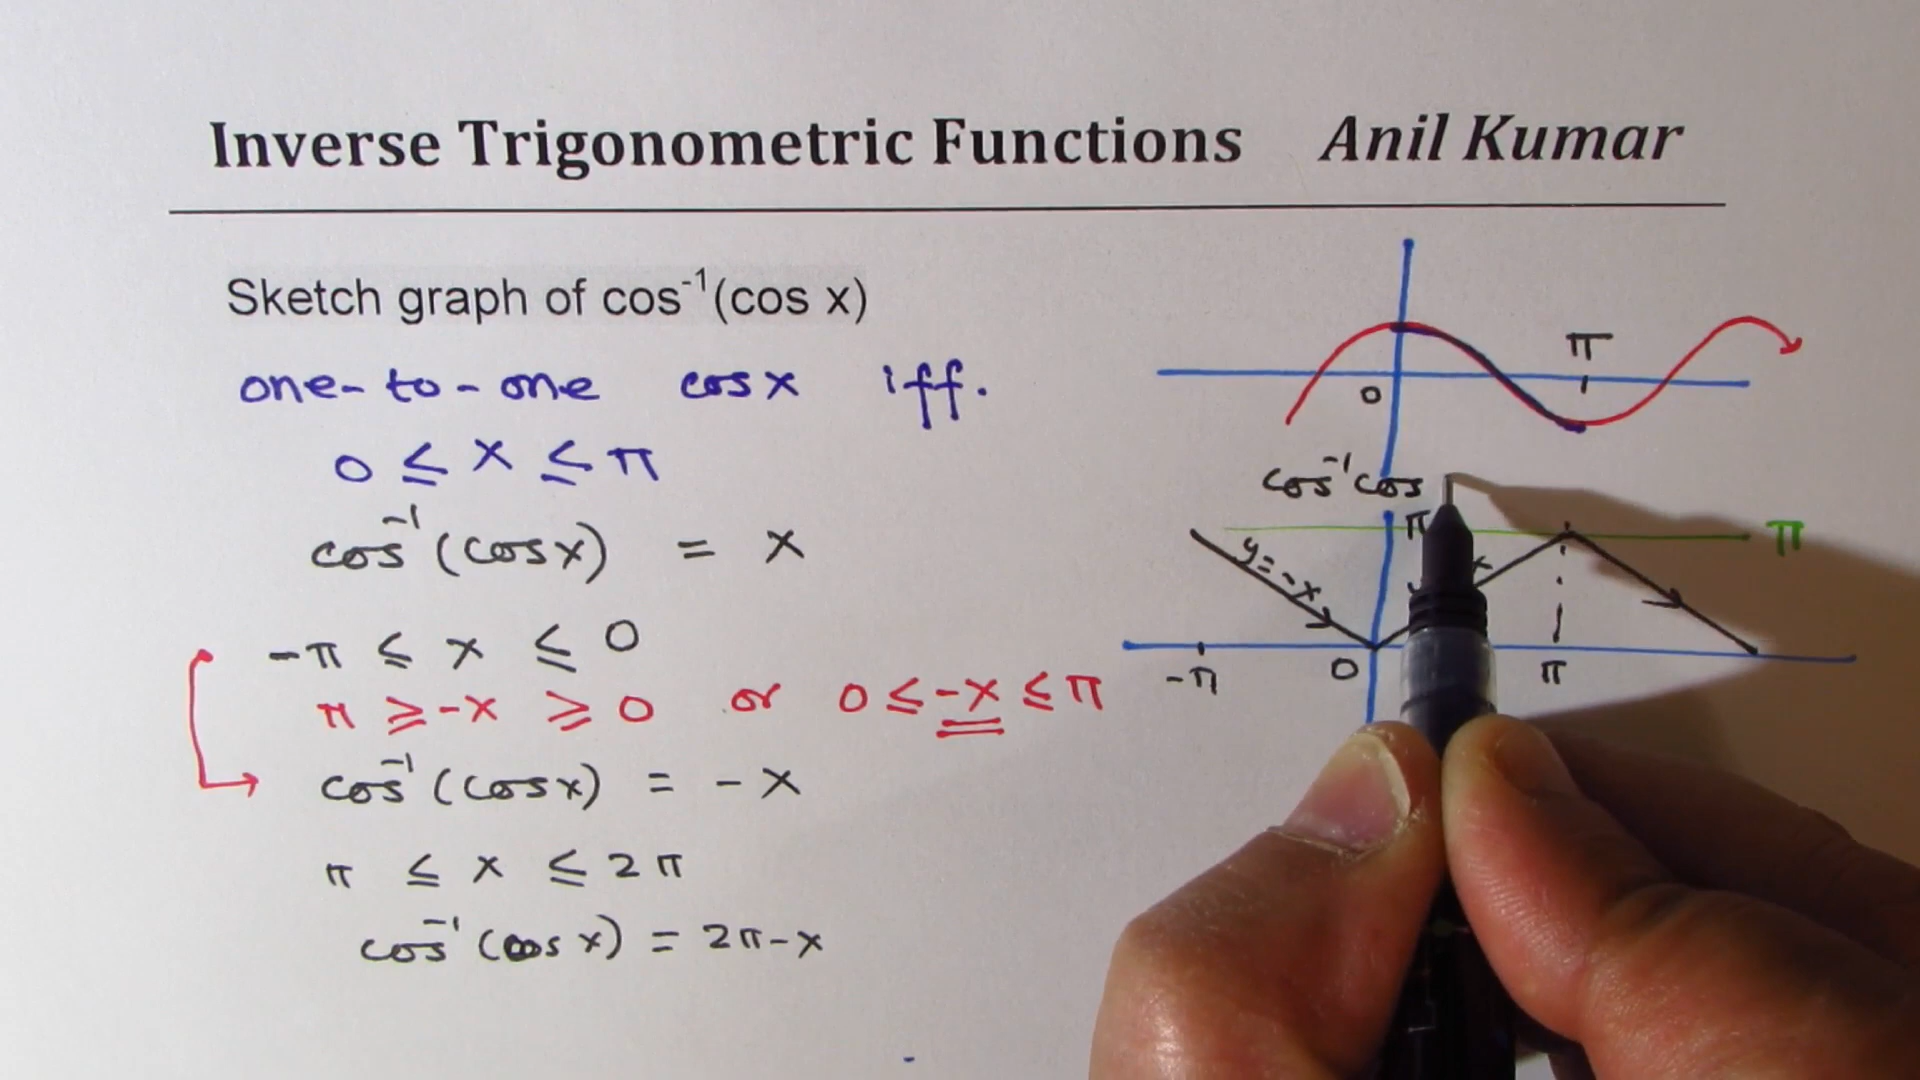 Inverse Trigonometric Functions Anil Kumar
Sketch graph of cos⁻¹(cos x)
one-to-one cos x iff.
0 ≤ x ≤ π
cos⁻¹(cos x) = x
-π ≤ x ≤ 0
π ≥ -x ≥ 0 or 0 ≤ -x ≤ π
cos⁻¹(cos x) = -x
π ≤ x ≤ 2π
cos⁻¹(cos x) = 2π-x
π
0
cos⁻¹cos
π
π
y=-x
x
-π
0
π